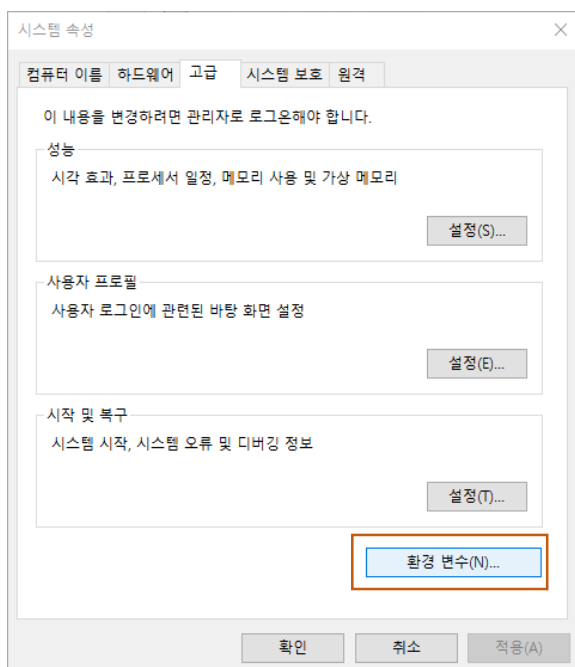 시스템 속성
컴퓨터 이름 하드웨어 고급 시스템 보호 원격
이 내용을 변경하려면 관리자로 로그온해야 합니다.
성능
시각 효과, 프로세서 일정, 메모리 사용 및 가상 메모리
설정(S)...
사용자 프로필
사용자 로그인에 관련된 바탕 화면 설정
설정(E)...
시작 및 복구
시스템 시작, 시스템 오류 및 디버깅 정보
설정(T)...
환경 변수(N)...
확인 취소 적용(A)